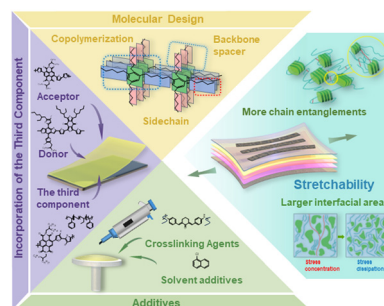 Molecular Design
Copolymerization
Backbone
spacer
Sidechain
Incorporation of the Third Component
Acceptor
Donor
The third
component
More chain entanglements
Stretchability
Larger interfacial area
Stress
concentration
Stress
dissipation
Crosslinking Agents
Solvent additives
Additives